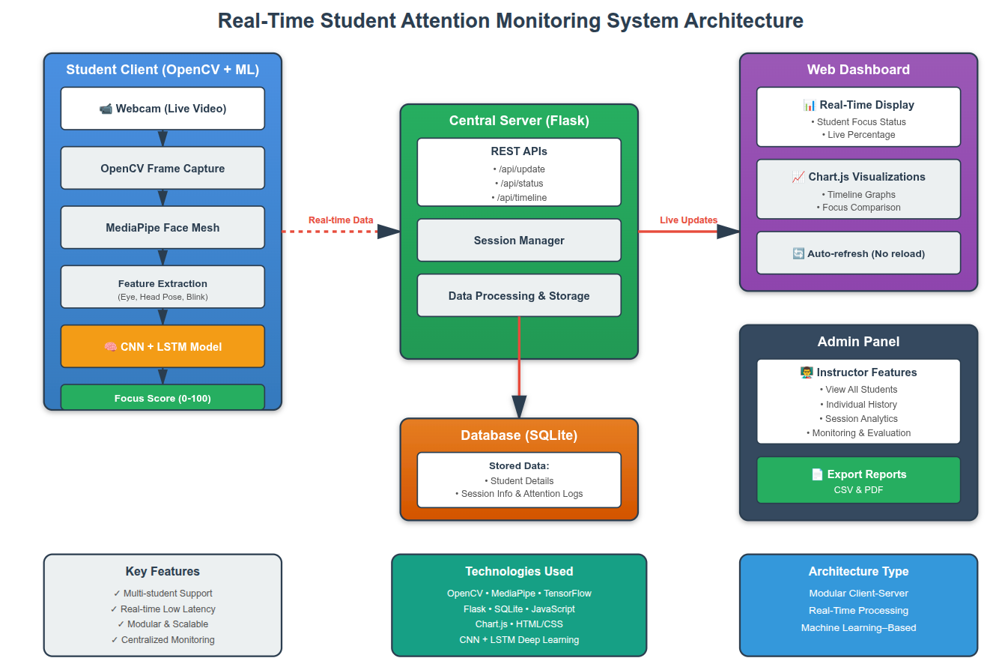 Real-Time Student Attention Monitoring System Architecture
Student Client (OpenCV + ML)
📹 Webcam (Live Video)
OpenCV Frame Capture
MediaPipe Face Mesh
Feature Extraction
(Eye, Head Pose, Blink)
🧠 CNN + LSTM Model
Focus Score (0-100)
Real-time Data
Central Server (Flask)
REST APIs
• /api/update
• /api/status
• /api/timeline
Session Manager
Data Processing & Storage
Live Updates
Database (SQLite)
Stored Data:
• Student Details
• Session Info & Attention Logs
Web Dashboard
📊 Real-Time Display
• Student Focus Status
• Live Percentage
📈 Chart.js Visualizations
• Timeline Graphs
• Focus Comparison
🔄 Auto-refresh (No reload)
Admin Panel
👨‍🏫 Instructor Features
• View All Students
• Individual History
• Session Analytics
• Monitoring & Evaluation
📄 Export Reports
CSV & PDF
Key Features
✓ Multi-student Support
✓ Real-time Low Latency
✓ Modular & Scalable
✓ Centralized Monitoring
Technologies Used
OpenCV • MediaPipe • TensorFlow
Flask • SQLite • JavaScript
Chart.js • HTML/CSS
CNN + LSTM Deep Learning
Architecture Type
Modular Client-Server
Real-Time Processing
Machine Learning–Based